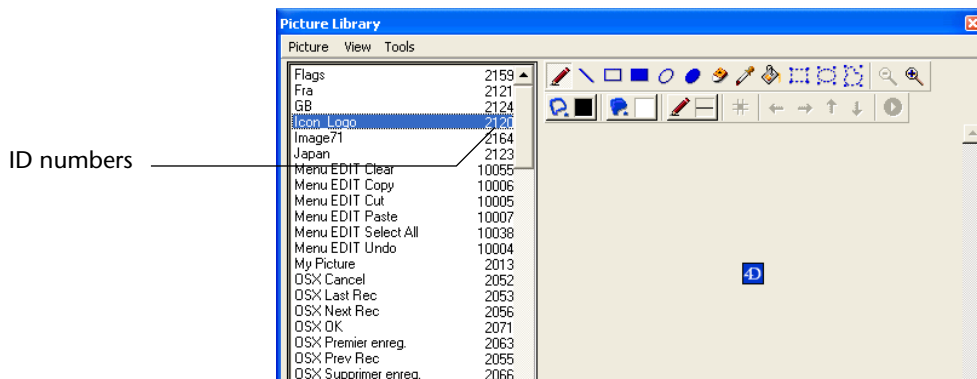 Picture Library
Picture View Tools
Flags 2159
Fra 2121
GB 2124
Icon_Logo 2120
Image71 2164
Japan 2123
ID numbers
Menu EDIT Clear 10055
Menu EDIT Copy 10006
Menu EDIT Cut 10005
Menu EDIT Paste 10007
Menu EDIT Select All 10038
Menu EDIT Undo 10004
My Picture 2013
4D
OSX Cancel 2052
OSX Last Rec 2053
OSX Next Rec 2056
OSX OK 2071
OSX Premier enreg. 2063
OSX Prev Rec 2055
OSX Supprimer enreg. 2066